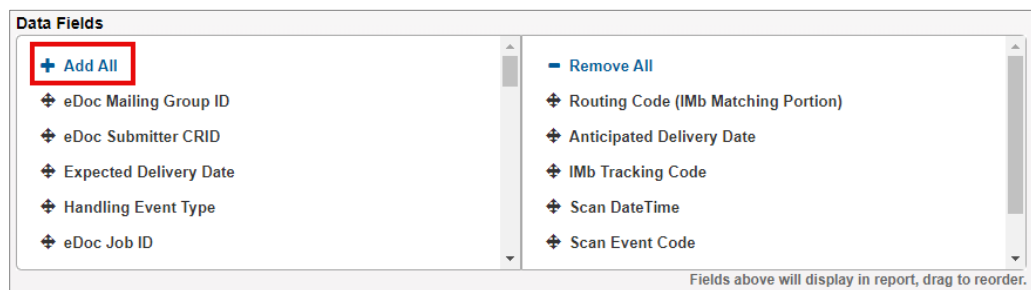 Data Fields
Add All
eDoc Mailing Group ID
eDoc Submitter CRID
Expected Delivery Date
Handling Event Type
eDoc Job ID
Remove All
Routing Code (IMb Matching Portion)
Anticipated Delivery Date
IMb Tracking Code
Scan DateTime
Scan Event Code
Fields above will display in report, drag to reorder.